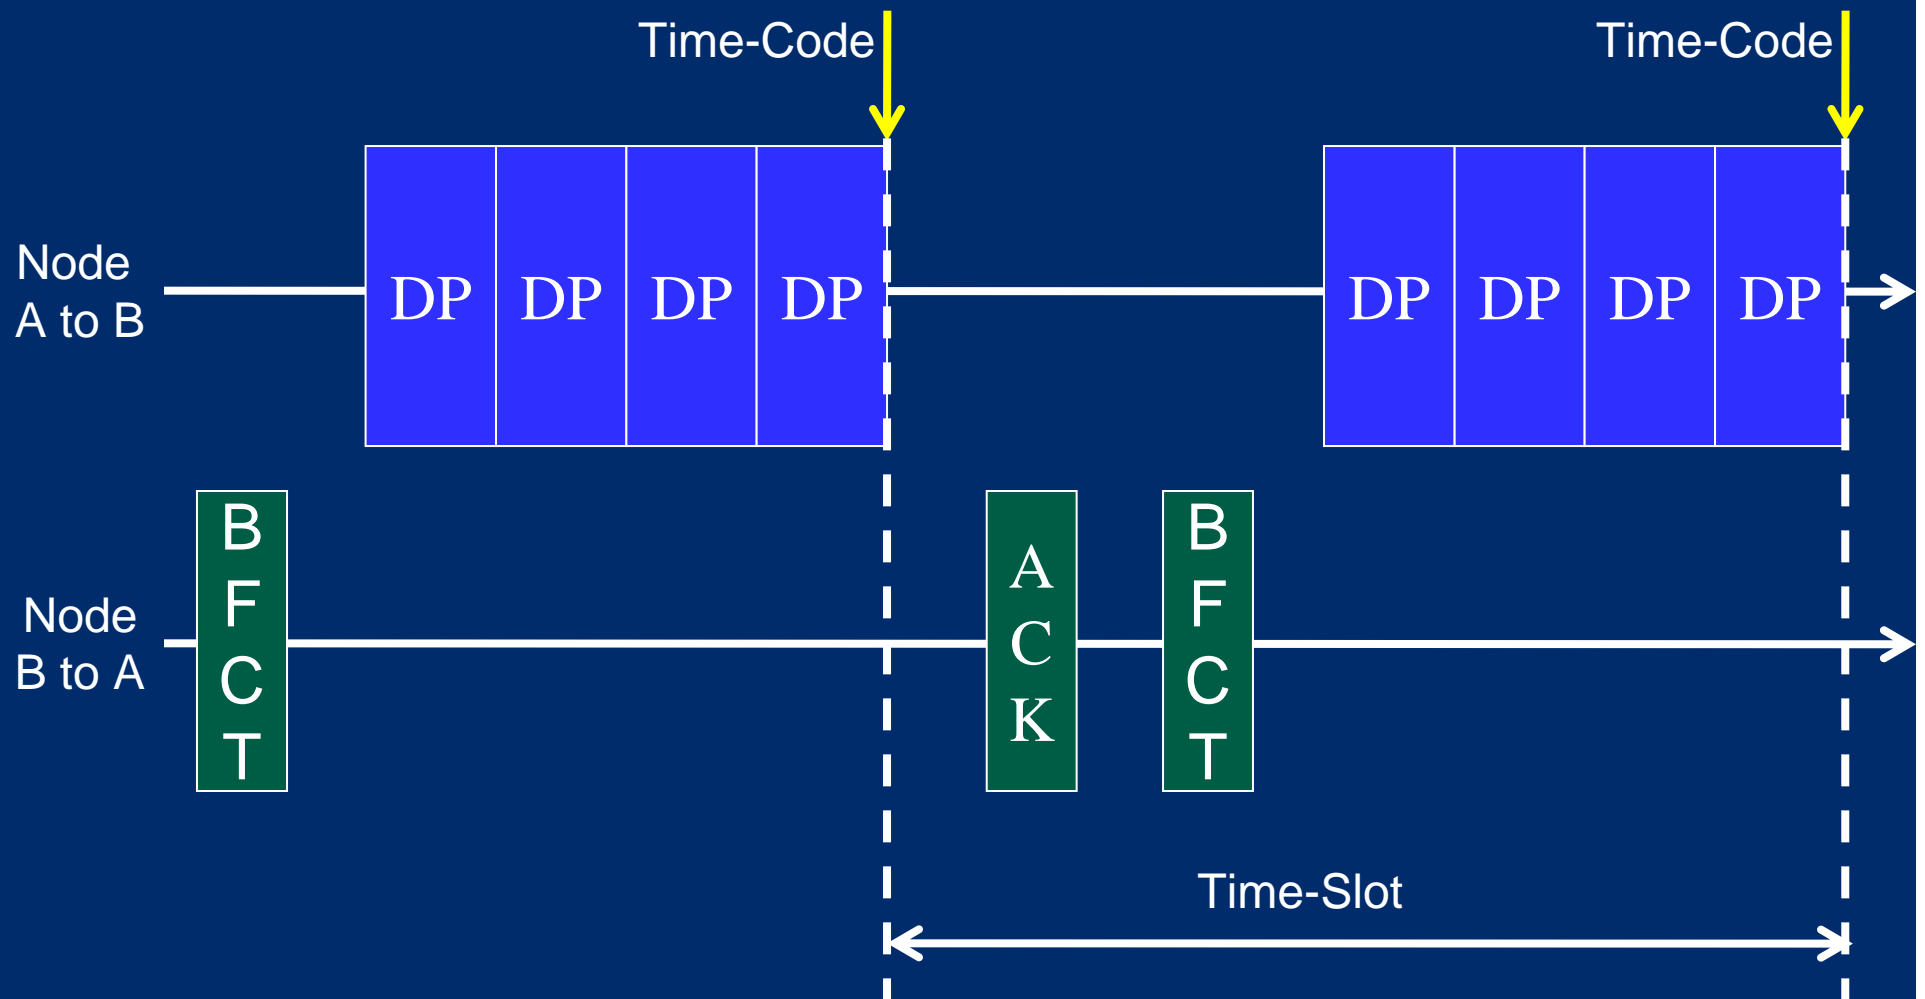 Time-Code
Time-Code
Node
A to B
DP
DP
DP
DP
DP
DP
DP
DP
Node
B to A
B
F
C
T
A
C
K
B
F
C
T
Time-Slot